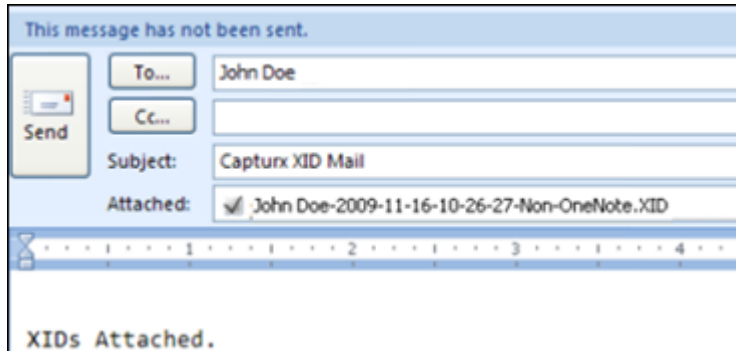 This message has not been sent.
To...
John Doe
Cc...
Send
Subject:
Capturx XID Mail
Attached:
John Doe-2009-11-16-10-26-27-Non-OneNote.XID
1 2 3 4
XIDs Attached.